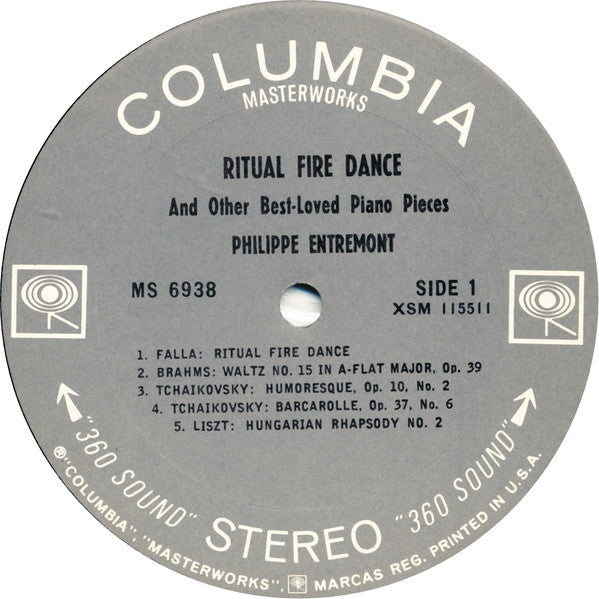 COLUMBIA
MASTERWORKS
RITUAL FIRE DANCE
And Other Best-Loved Piano Pieces
PHILIPPE ENTREMONT
MS 6938
SIDE 1
XSM 115511
1. FALLA: RITUAL FIRE DANCE
2. BRAHMS: WALTZ NO. 15 IN A-FLAT MAJOR, Op. 39
3. TCHAIKOVSKY: HUMORESQUE, Op. 10, No. 2
4. TCHAIKOVSKY: BARCAROLLE, Op. 37, No. 6
5. LISZT: HUNGARIAN RHAPSODY NO. 2
"360 SOUND" STEREO "360 SOUND"
®"COLUMBIA", "MASTERWORKS", MARCAS REG. PRINTED IN U.S.A.